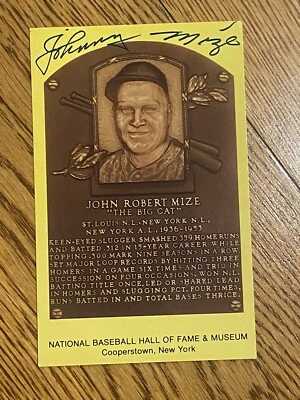 Johnny Mize
JOHN ROBERT MIZE
"THE BIG CAT"
ST. LOUIS N.L., NEW YORK N.L.,
NEW YORK A.L., 1936-1953
KEEN-EYED SLUGGER SMASHED 359 HOME RUNS
AND BATTED .312 IN 15-YEAR CAREER WHILE
TOPPING .300 MARK NINE SEASONS IN A ROW
SET MAJOR LOOP RECORDS BY HITTING THREE
HOMERS IN A GAME SIX TIMES AND TRIO IN
SUCCESSION ON FOUR OCCASIONS. WON N.L.
BATTING TITLE ONCE, LED OR SHARED LEAD
IN HOMERS AND SLUGGING PCT. FOUR TIMES,
RUNS BATTED IN AND TOTAL BASES THRICE.
NATIONAL BASEBALL HALL OF FAME & MUSEUM
Cooperstown, New York